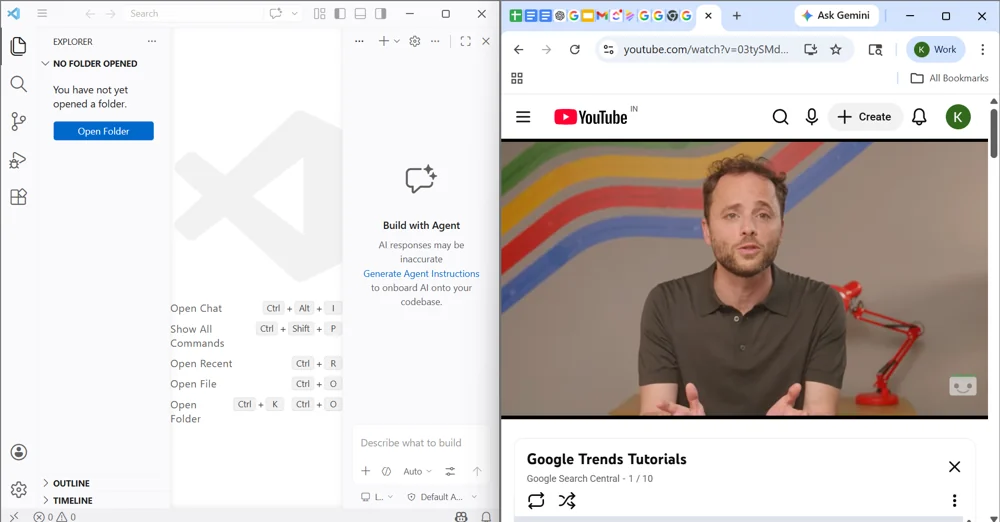 Search
EXPLORER
NO FOLDER OPENED
You have not yet
opened a folder.
Open Folder
Open Chat Ctrl + Alt + I
Show All Ctrl + Shift + P
Commands
Open Recent Ctrl + R
Open File Ctrl + O
Open Ctrl + K Ctrl + O
Folder
OUTLINE
TIMELINE
0 0
Build with Agent
AI responses may be
inaccurate
Generate Agent Instructions
to onboard AI onto your
codebase.
Describe what to build
Auto
L... Default A...
Ask Gemini
youtube.com/watch?v=03tySMd...
K Work
All Bookmarks
YouTube IN
Create
K
Google Trends Tutorials
Google Search Central - 1 / 10